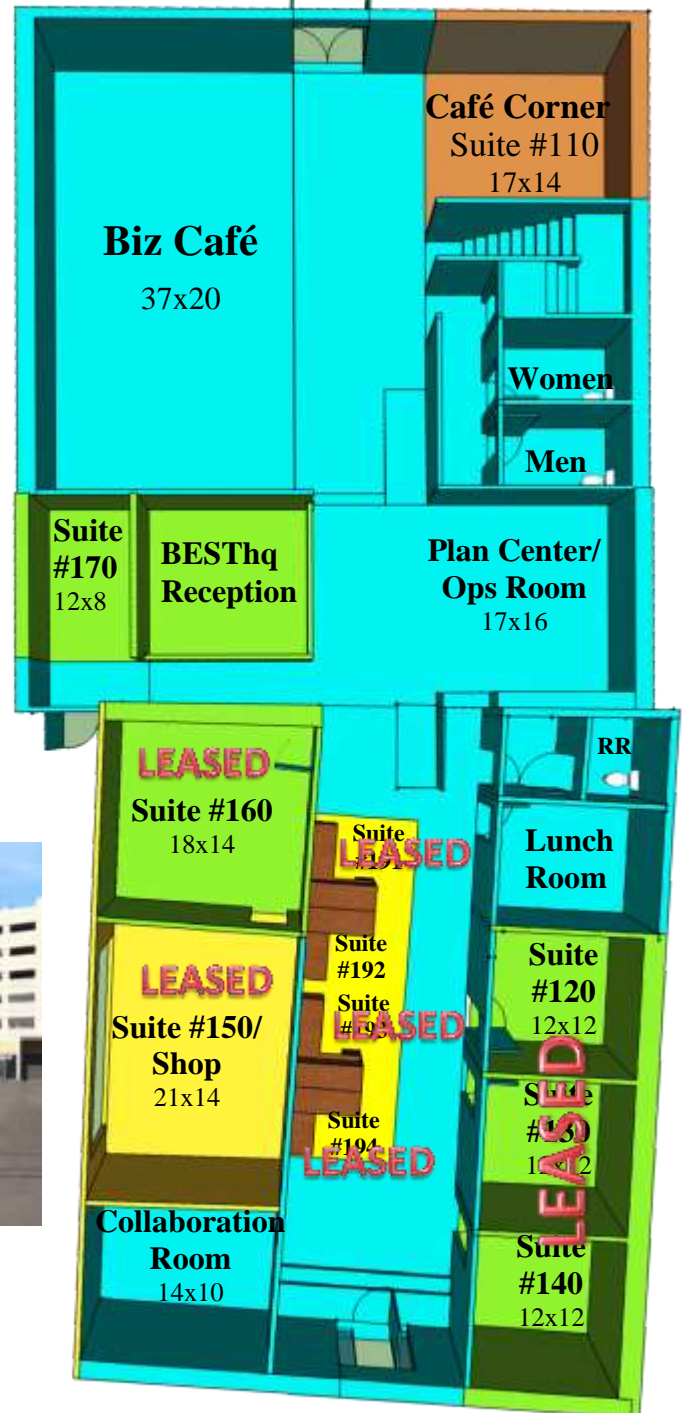 Café Corner
Suite #110
17x14
Biz Café
37x20
Women
Men
Suite
#170
12x8
BESThq
Reception
Plan Center/
Ops Room
17x16
RR
LEASED
Suite #160
18x14
Lunch
Room
Suite
LEASED
Suite
#192
Suite
LEASED
Suite
#194
LEASED
LEASED
Suite #150/
Shop
21x14
Suite
#120
12x12
Suite
LEASED
Suite
#140
12x12
Collaboration
Room
14x10